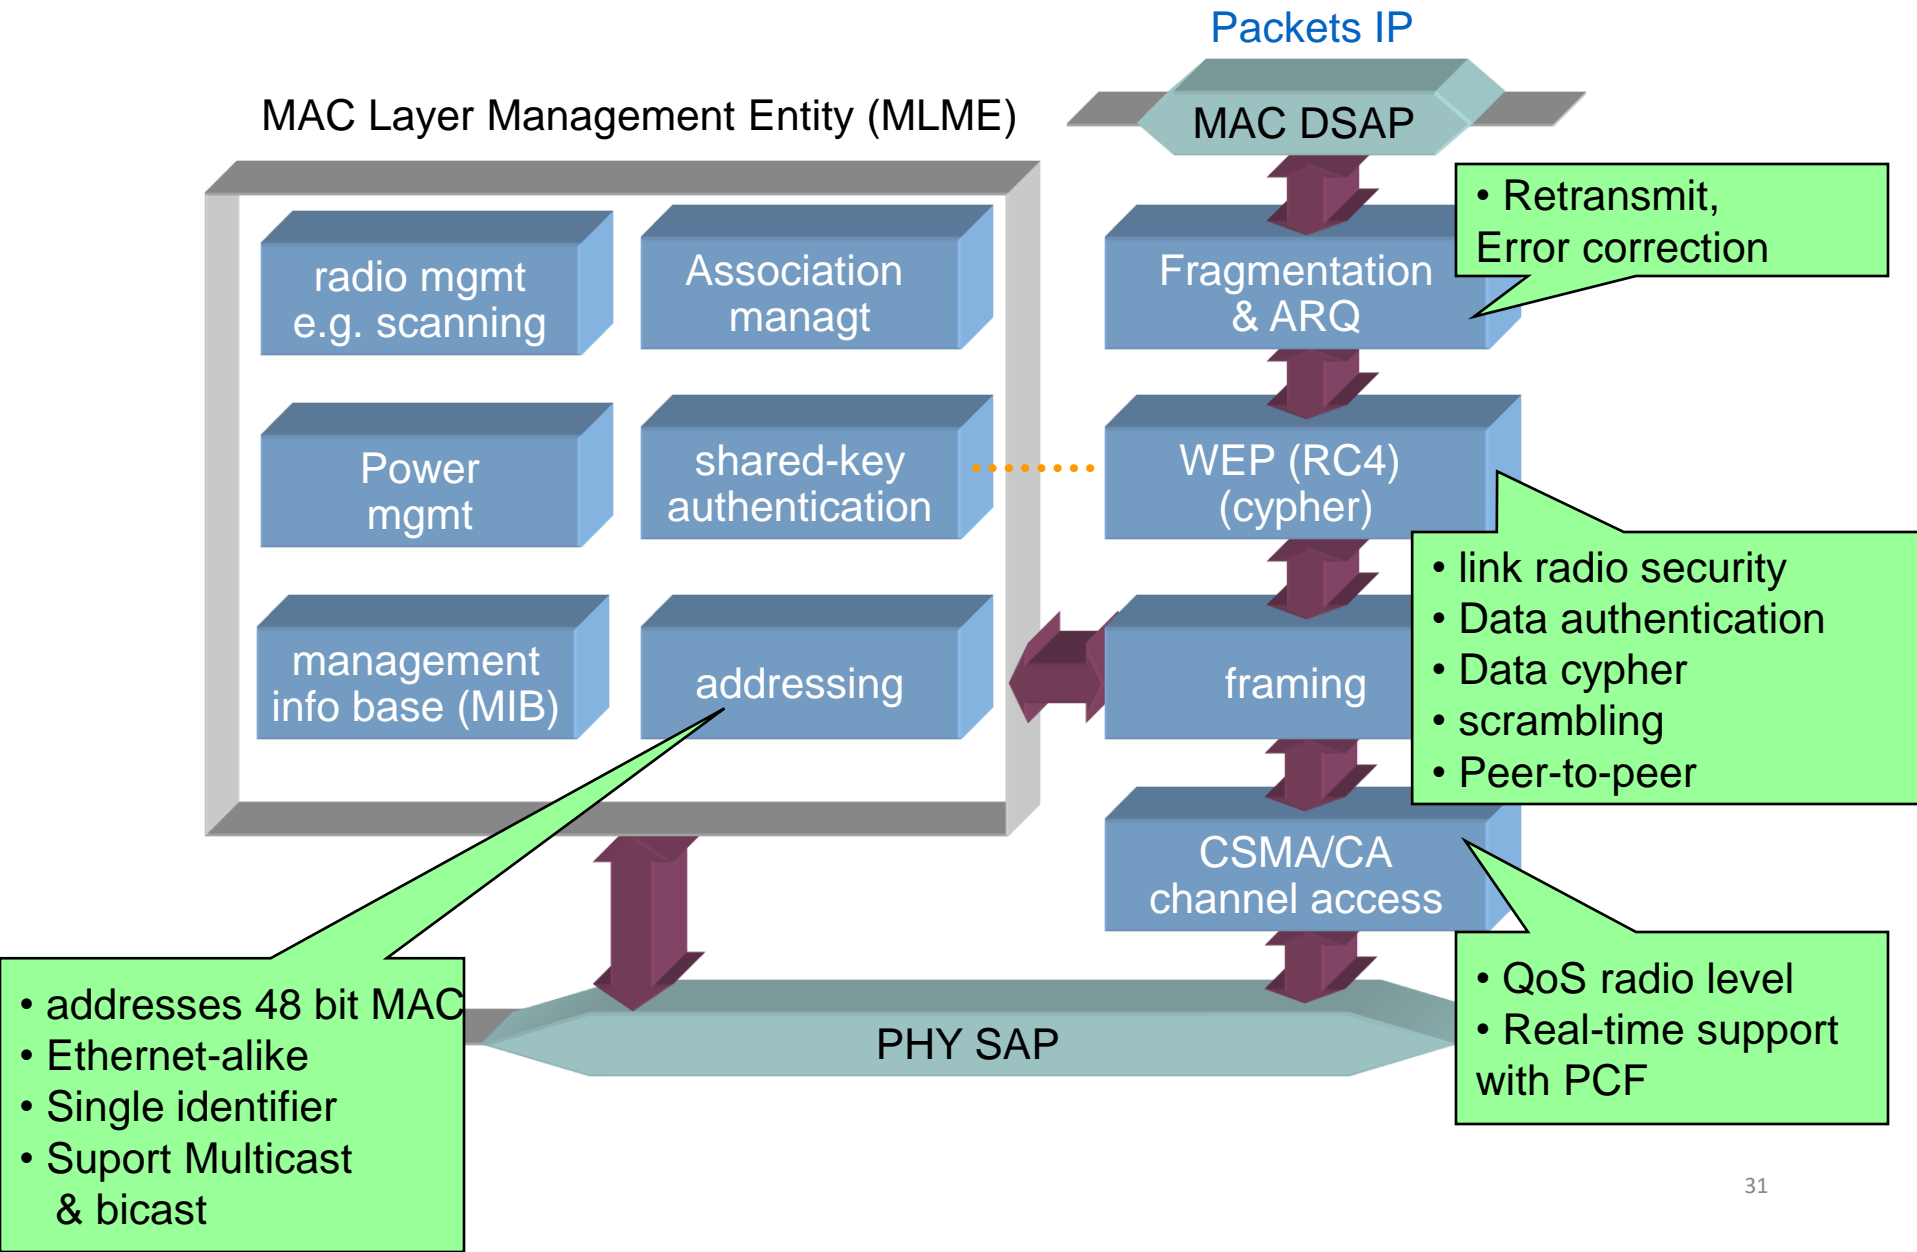 Packets IP
MAC Layer Management Entity (MLME)
MAC DSAP
radio mgmt
e.g. scanning
Association
managt
Fragmentation
& ARQ
• Retransmit,
Error correction
Power
mgmt
shared-key
authentication
WEP (RC4)
(cypher)
• link radio security
• Data authentication
• Data cypher
• scrambling
• Peer-to-peer
management
info base (MIB)
addressing
framing
CSMA/CA
channel access
• QoS radio level
• Real-time support
with PCF
• addresses 48 bit MAC
• Ethernet-alike
• Single identifier
• Suport Multicast
& bicast
PHY SAP
31